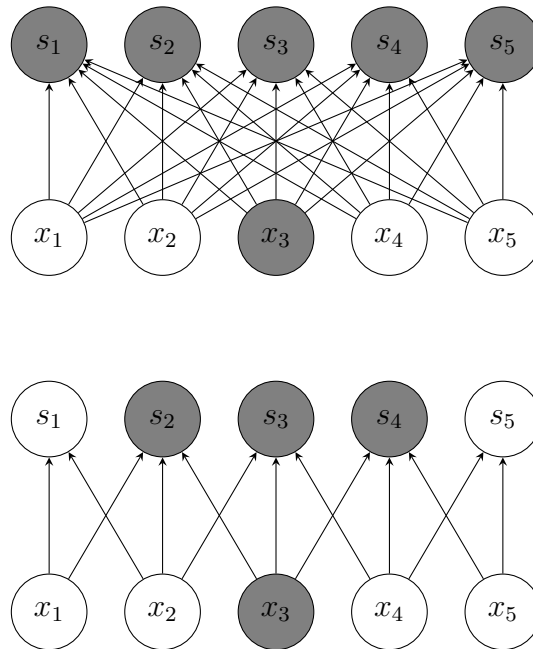 s₁ s₂ s₃ s₄ s₅
x₁ x₂ x₃ x₄ x₅
s₁ s₂ s₃ s₄ s₅
x₁ x₂ x₃ x₄ x₅